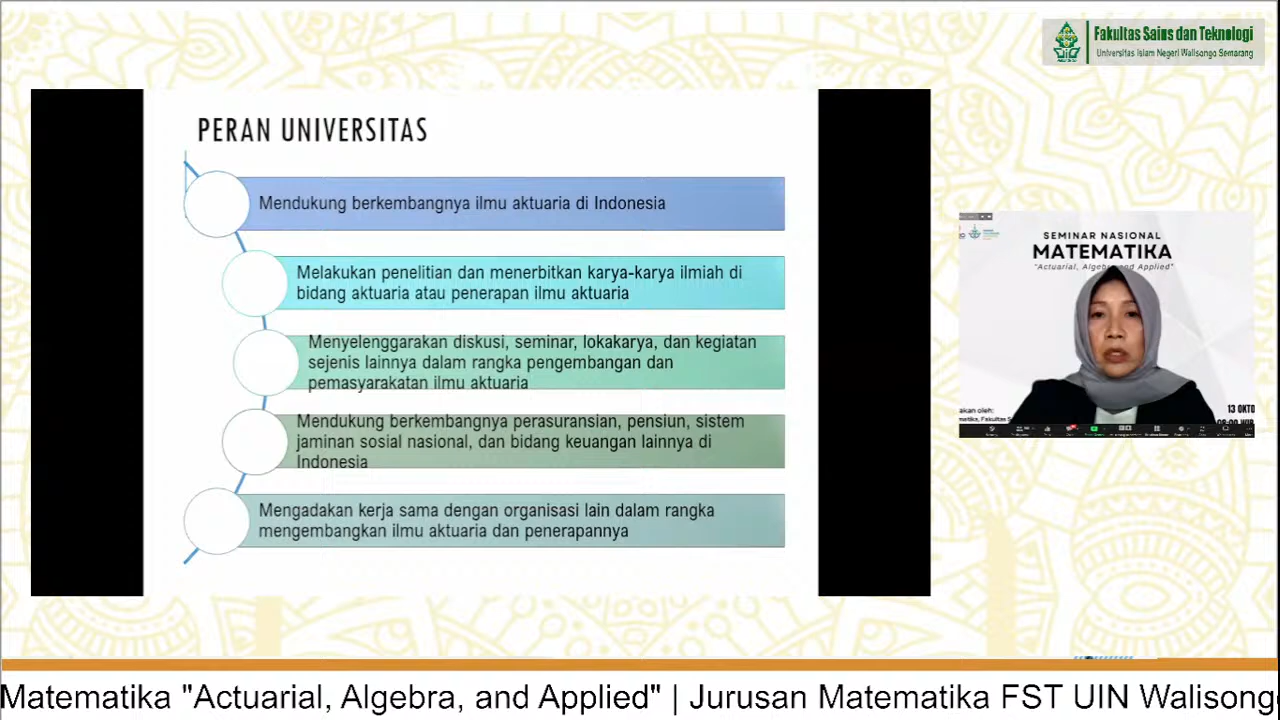 Fakultas Sains dan Teknologi
Universitas Islam Negeri Walisongo Semarang
PERAN UNIVERSITAS
Mendukung berkembangnya ilmu aktuaria di Indonesia
Melakukan penelitian dan menerbitkan karya-karya ilmiah di
bidang aktuaria atau penerapan ilmu aktuaria
Menyelenggarakan diskusi, seminar, lokakarya, dan kegiatan
sejenis lainnya dalam rangka pengembangan dan
pemasyarakatan ilmu aktuaria
Mendukung berkembangnya perasuransian, pensiun, sistem
jaminan sosial nasional, dan bidang keuangan lainnya di
Indonesia
Mengadakan kerja sama dengan organisasi lain dalam rangka
mengembangkan ilmu aktuaria dan penerapannya
SEMINAR NASIONAL
MATEMATIKA
"Actuarial, Algebra, and Applied"
akan oleh:
matika, Fakultas S
13 OKTO
Matematika "Actuarial, Algebra, and Applied" | Jurusan Matematika FST UIN Walisong